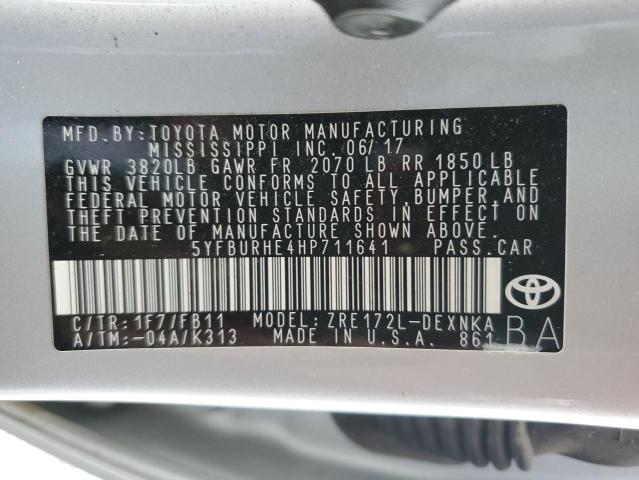 MFD. BY: TOYOTA MOTOR MANUFACTURING
MISSISSIPPI INC. 06/17
GVWR 3820LB GAWR FR 2070 LB RR 1850 LB
THIS VEHICLE CONFORMS TO ALL APPLICABLE
FEDERAL MOTOR VEHICLE SAFETY, BUMPER, AND
THEFT PREVENTION STANDARDS IN EFFECT ON
THE DATE OF MANUFACTURE SHOWN ABOVE.
5YFBURHE4HP711641 PASS. CAR
C/TR: 1F7/FB11 MODEL: ZRE172L-DEXNKA
A/TM: -04A/K313 MADE IN U.S.A. 861
BA